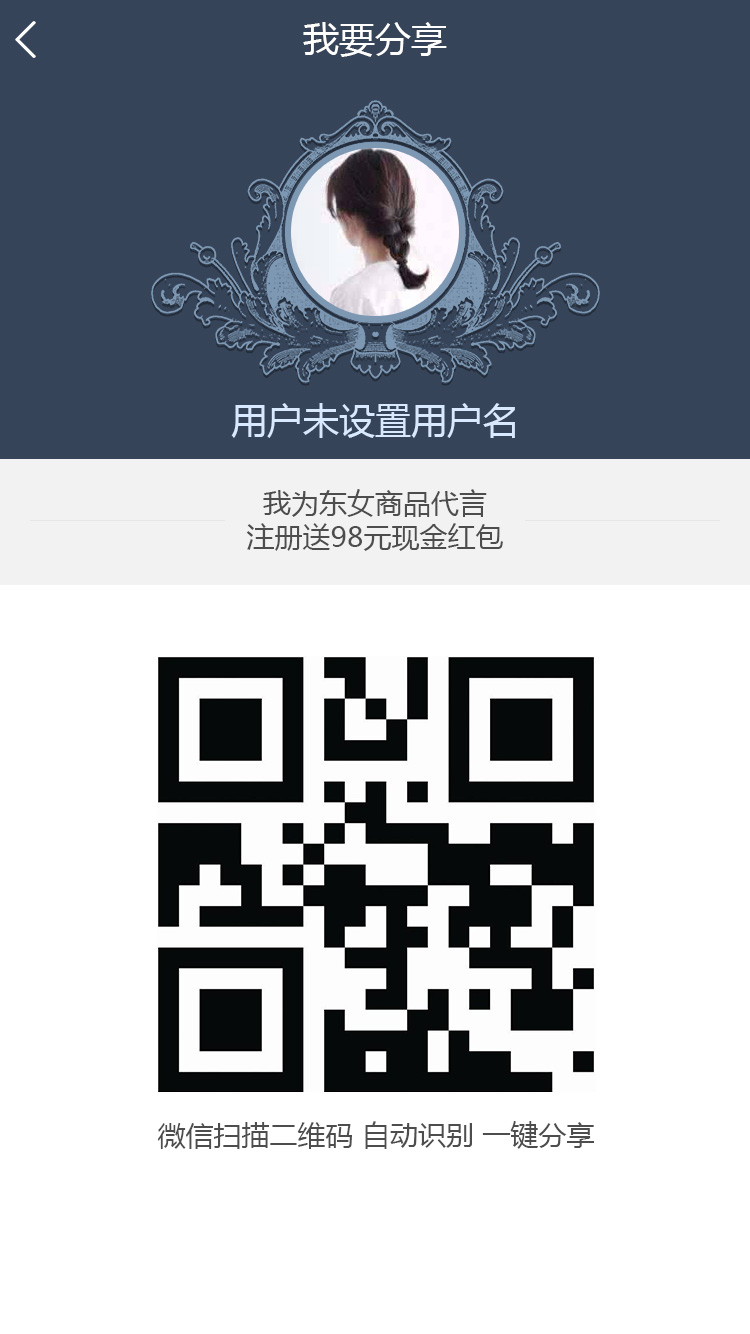 我要分享
用户未设置用户名
我为东女商品代言
注册送98元现金红包
微信扫描二维码 自动识别 一键分享